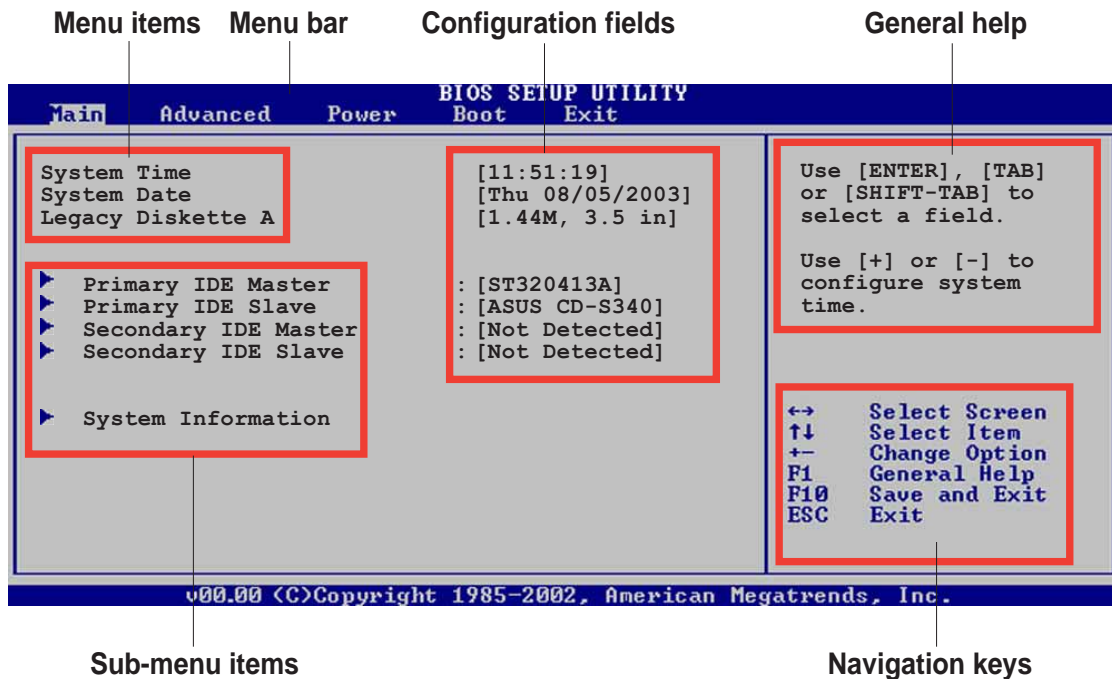 Menu items Menu bar Configuration fields General help
BIOS SETUP UTILITY
Main Advanced Power Boot Exit
System Time [11:51:19]
System Date [Thu 08/05/2003]
Legacy Diskette A [1.44M, 3.5 in]
Primary IDE Master : [ST320413A]
Primary IDE Slave : [ASUS CD-S340]
Secondary IDE Master : [Not Detected]
Secondary IDE Slave : [Not Detected]
System Information
Use [ENTER], [TAB]
or [SHIFT-TAB] to
select a field.
Use [+] or [-] to
configure system
time.
←→ Select Screen
↑↓ Select Item
+- Change Option
F1 General Help
F10 Save and Exit
ESC Exit
v00.00 (C)Copyright 1985-2002, American Megatrends, Inc.
Sub-menu items Navigation keys